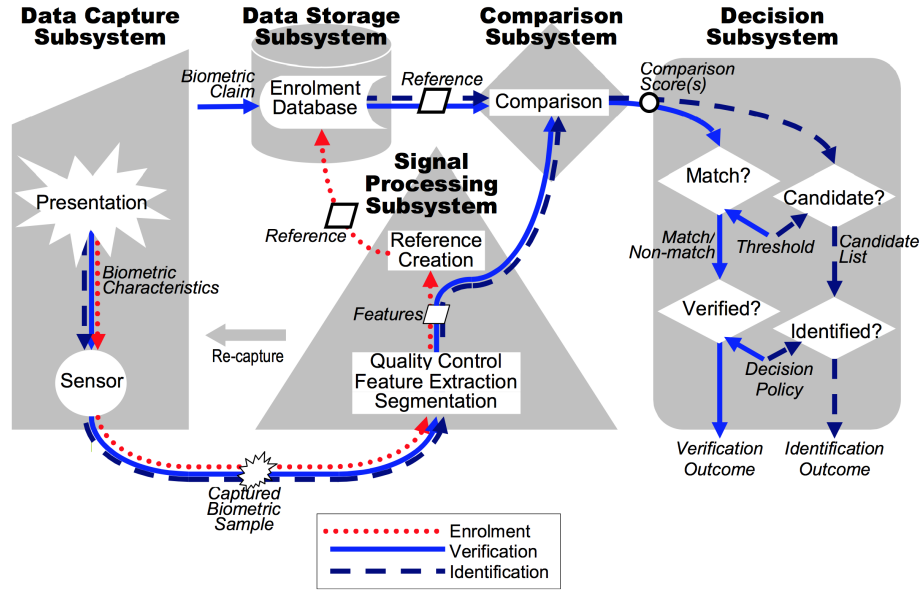 Data Capture
Subsystem
Data Storage
Subsystem
Comparison
Subsystem
Decision
Subsystem
Biometric
Claim
Enrolment
Database
Reference
Comparison
Comparison
Score(s)
Signal
Processing
Subsystem
Presentation
Match?
Candidate?
Reference
Reference
Creation
Match/
Non-match
Threshold
Candidate
List
Biometric
Characteristics
Features
Verified?
Identified?
Re-capture
Sensor
Quality Control
Feature Extraction
Segmentation
Decision
Policy
Verification
Outcome
Identification
Outcome
Captured
Biometric
Sample
Enrolment
Verification
Identification